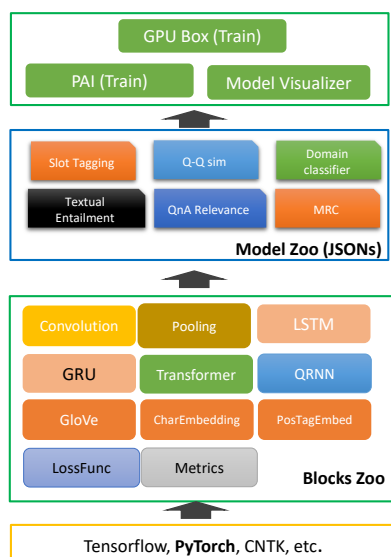 GPU Box (Train)
PAI (Train)
Model Visualizer
Slot Tagging
Q-Q sim
Domain
classifier
Textual
Entailment
QnA Relevance
MRC
Model Zoo (JSONs)
Convolution
Pooling
LSTM
GRU
Transformer
QRNN
GloVe
CharEmbedding
PosTagEmbed
LossFunc
Metrics
Blocks Zoo
Tensorflow, PyTorch, CNTK, etc.